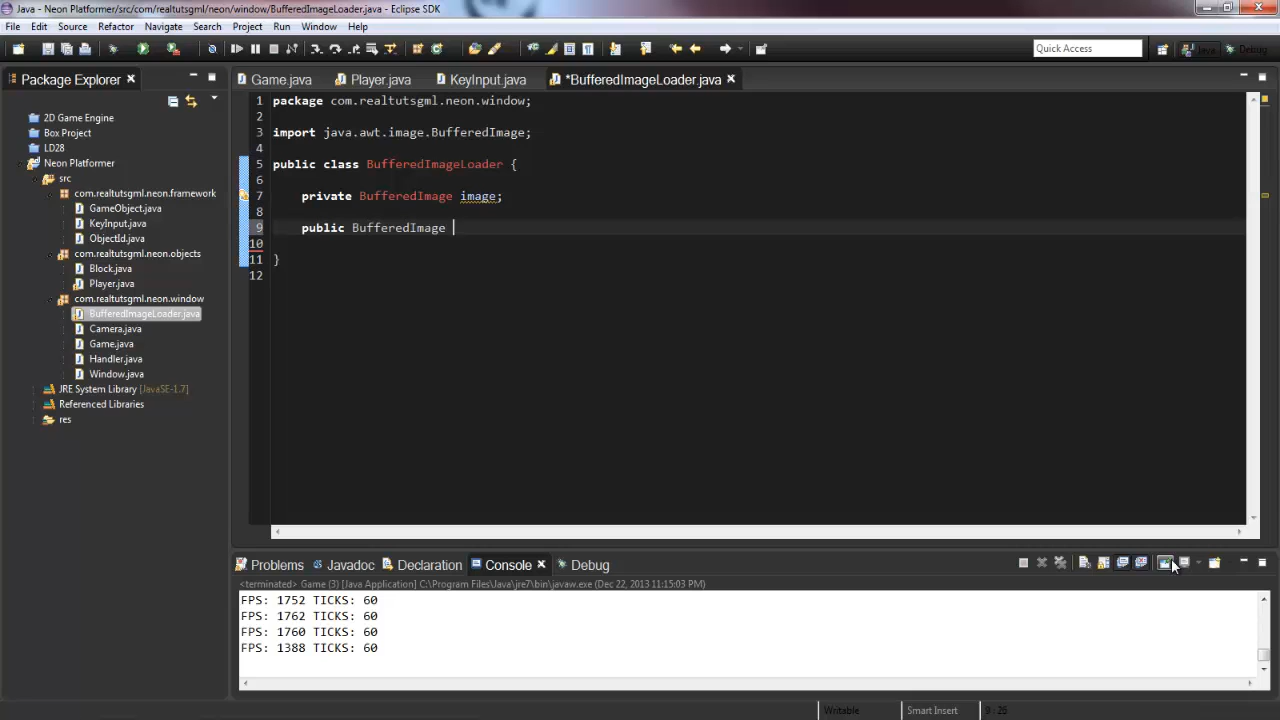 Java - Neon Platformer/src/com/realtutsgml/neon/window/BufferedImageLoader.java - Eclipse SDK
File Edit Source Refactor Navigate Search Project Run Window Help
Quick Access
Java
Debug
Package Explorer
Game.java
Player.java
KeyInput.java
*BufferedImageLoader.java
2D Game Engine
Box Project
LD28
Neon Platformer
src
com.realtutsgml.neon.framework
GameObject.java
KeyInput.java
ObjectId.java
com.realtutsgml.neon.objects
Block.java
Player.java
com.realtutsgml.neon.window
BufferedImageLoader.java
Camera.java
Game.java
Handler.java
Window.java
JRE System Library [JavaSE-1.7]
Referenced Libraries
res
1 package com.realtutsgml.neon.window;
2
3 import java.awt.image.BufferedImage;
4
5 public class BufferedImageLoader {
6
7 private BufferedImage image;
8
9 public BufferedImage
10
11 }
12
Problems Javadoc Declaration Console Debug
<terminated> Game (3) [Java Application] C:\Program Files\Java\jre7\bin\javaw.exe (Dec 22, 2013 11:15:03 PM)
FPS: 1752 TICKS: 60
FPS: 1762 TICKS: 60
FPS: 1760 TICKS: 60
FPS: 1388 TICKS: 60
Writable Smart Insert 9 : 26